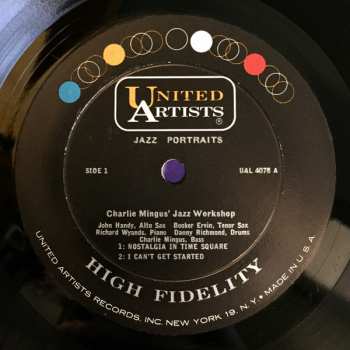 UNITED
ARTISTS
JAZZ PORTRAITS
SIDE 1
UAL 4078 A
Charlie Mingus' Jazz Workshop
John Handy, Alto Sax Booker Ervin, Tenor Sax
Richard Wyands, Piano Danny Richmond, Drums
Charlie Mingus, Bass
1: NOSTALGIA IN TIME SQUARE
2: I CAN'T GET STARTED
HIGH FIDELITY
UNITED ARTISTS RECORDS, INC. NEW YORK 19, N.Y. • MADE IN U.S.A.